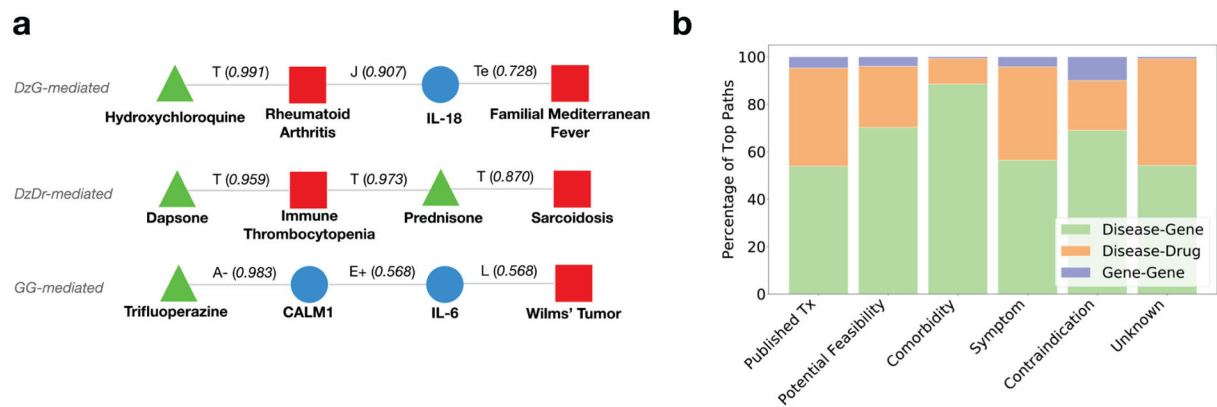 a
DzG-mediated
T (0.991)
J (0.907)
Te (0.728)
Hydroxychloroquine
Rheumatoid
Arthritis
IL-18
Familial Mediterranean
Fever
DzDr-mediated
T (0.959)
T (0.973)
T (0.870)
Dapsone
Immune
Thrombocytopenia
Prednisone
Sarcoidosis
GG-mediated
A- (0.983)
E+ (0.568)
L (0.568)
Trifluoperazine
CALM1
IL-6
Wilms' Tumor
b
Percentage of Top Paths
100
80
60
40
20
0
Disease-Gene
Disease-Drug
Gene-Gene
Published Tx
Potential Feasibility
Comorbidity
Symptom
Contraindication
Unknown